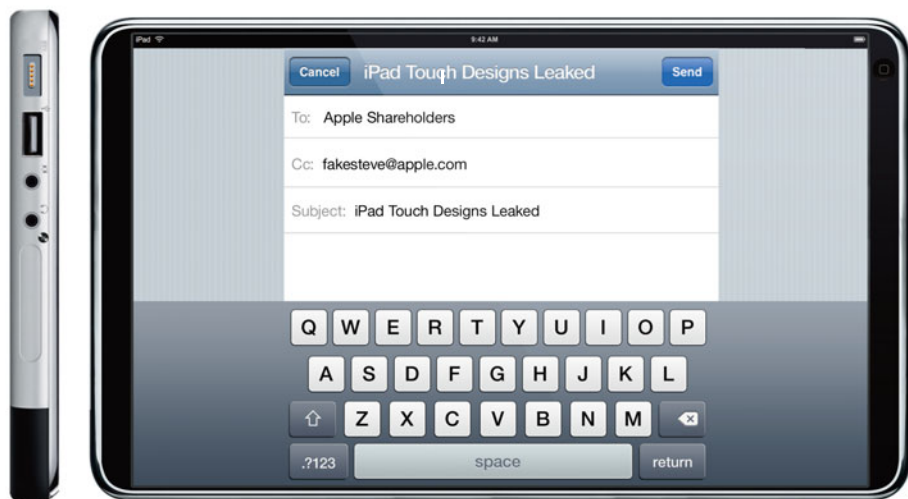 iPad 9:42 AM
Cancel iPad Touch Designs Leaked Send
To: Apple Shareholders
Cc: fakesteve@apple.com
Subject: iPad Touch Designs Leaked
Q W E R T Y U I O P
A S D F G H J K L
Z X C V B N M
.?123 space return